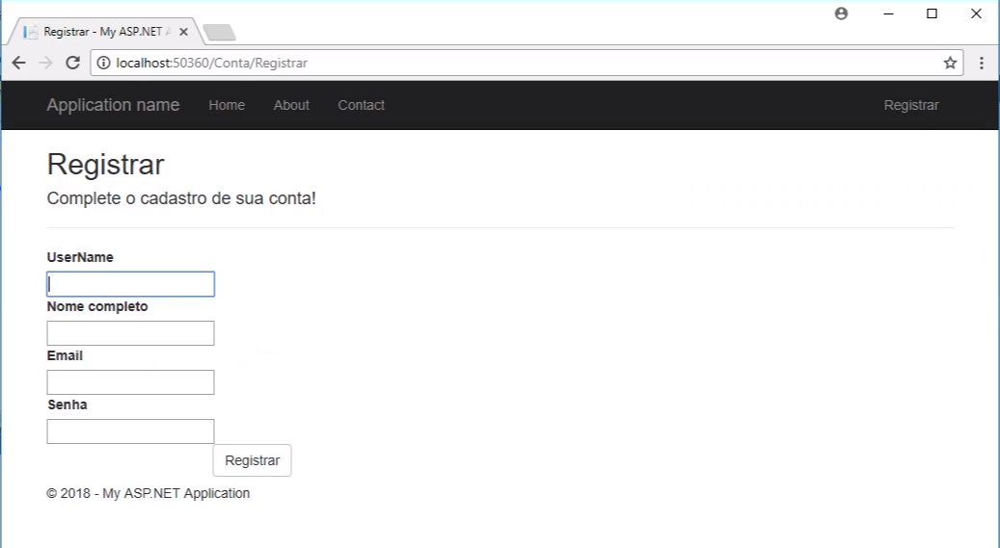 Registrar - My ASP.NET A
localhost:50360/Conta/Registrar
Application name Home About Contact Registrar
Registrar
Complete o cadastro de sua conta!
UserName
Nome completo
Email
Senha
Registrar
© 2018 - My ASP.NET Application